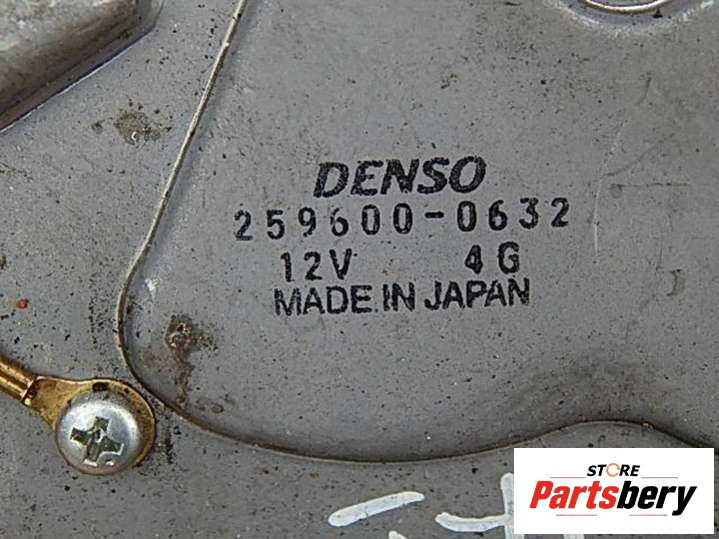 DENSO
259600-0632
12V 4G
MADE IN JAPAN
STORE
Partsbery